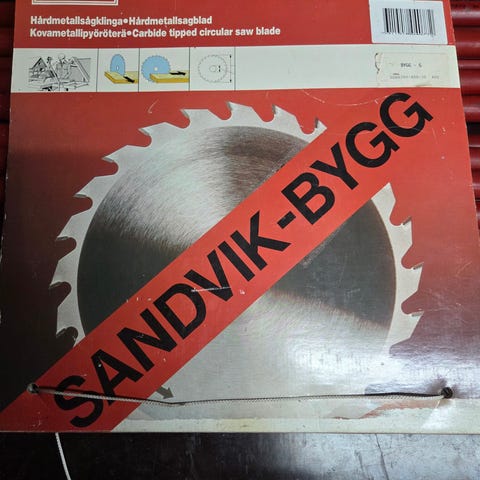 Hårdmetallsågklinga•Hårdmetallsagblad
Kovametallipyöröterä•Carbide tipped circular saw blade
BYGG - G
SANDVIK-BYGG